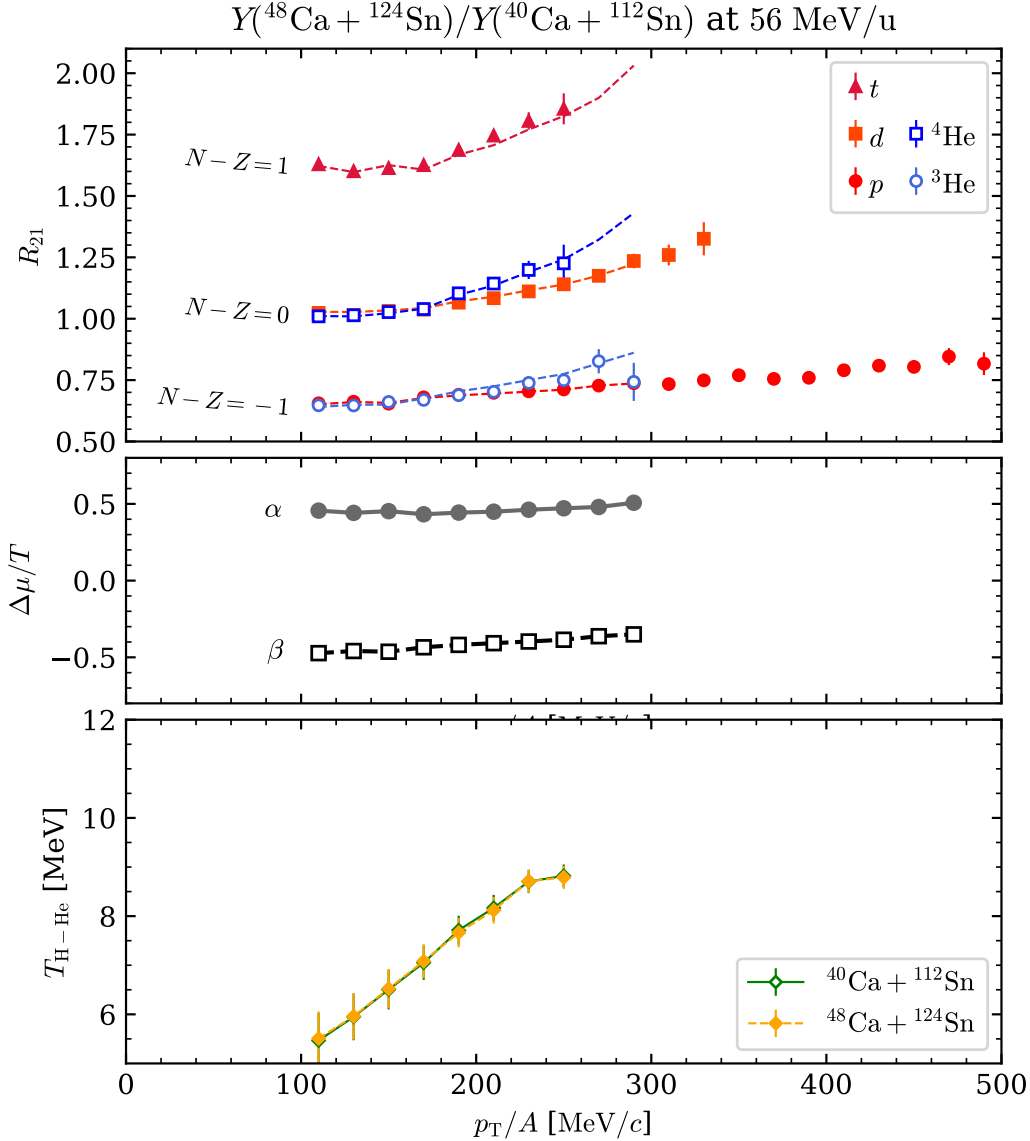 Y(⁴⁸Ca + ¹²⁴Sn)/Y(⁴⁰Ca + ¹¹²Sn) at 56 MeV/u
2.00
1.75
1.50
1.25
1.00
0.75
0.50
R₂₁
t
d
⁴He
p
³He
N − Z = 1
N − Z = 0
N − Z = −1
0.5
0.0
−0.5
Δμ/T
α
β
12
10
8
6
T_{H−He} [MeV]
⁴⁰Ca + ¹¹²Sn
⁴⁸Ca + ¹²⁴Sn
0 100 200 300 400 500
p_T/A [MeV/c]